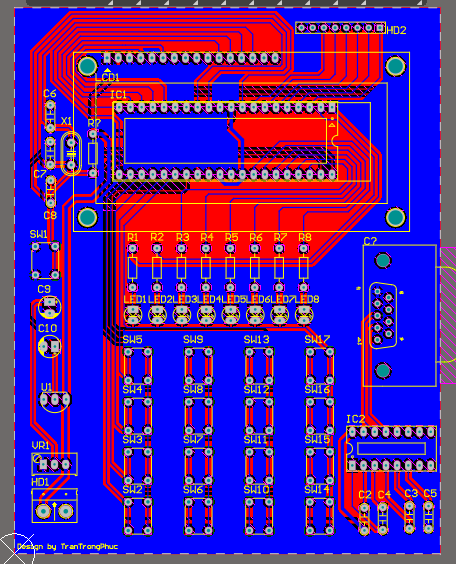 HD2
LCD1
IC1
C6
X1
R?
C7
C8
R1 R2 R3 R4 R5 R6 R7 R8
SW1
C?
LED1 LED2 LED3 LED4 LED5 LED6 LED7 LED8
C9
C10
SW5 SW9 SW13 SW17
SW4 SW8 SW12 SW16
U1
IC2
SW3 SW7 SW11 SW15
VR1
HD1
SW2 SW6 SW10 SW14
C2 C4 C3 C5
Design by TranTrongPhuc